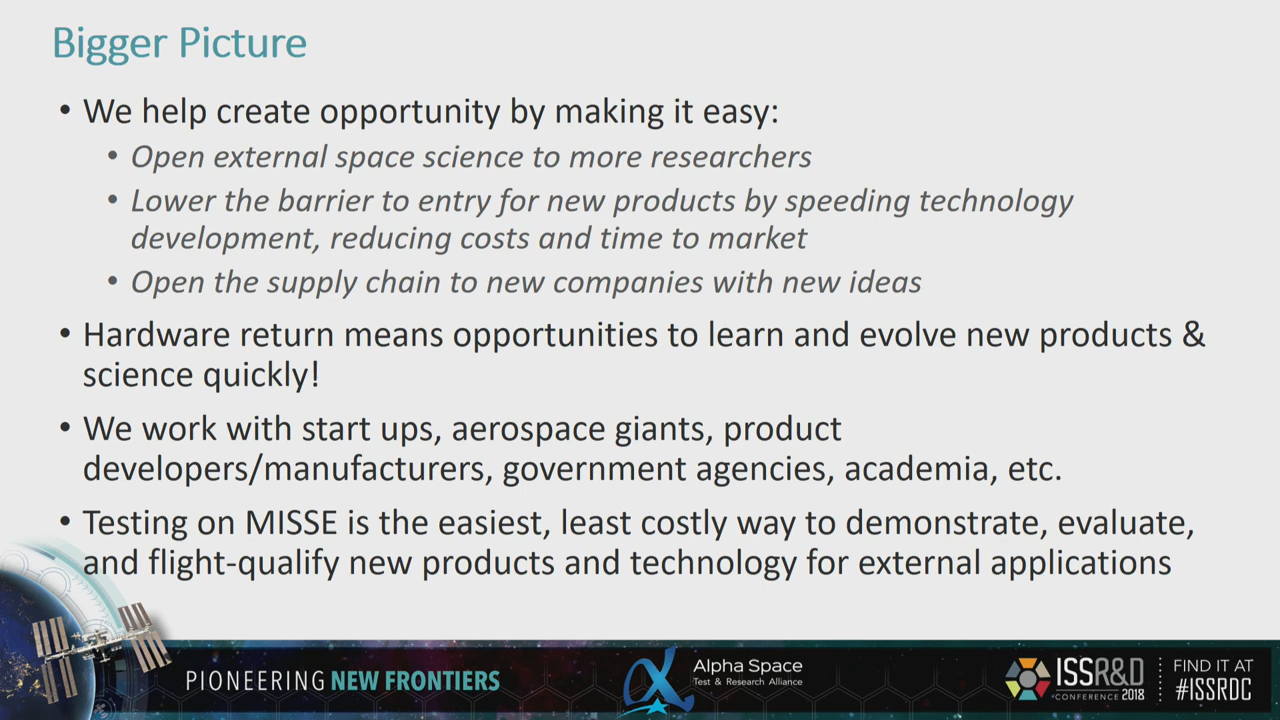 Bigger Picture
• We help create opportunity by making it easy:
• Open external space science to more researchers
• Lower the barrier to entry for new products by speeding technology
development, reducing costs and time to market
• Open the supply chain to new companies with new ideas
• Hardware return means opportunities to learn and evolve new products &
science quickly!
• We work with start ups, aerospace giants, product
developers/manufacturers, government agencies, academia, etc.
• Testing on MISSE is the easiest, least costly way to demonstrate, evaluate,
and flight-qualify new products and technology for external applications
PIONEERING NEW FRONTIERS
Alpha Space
Test & Research Alliance
ISSR&D
CONFERENCE 2018
FIND IT AT
#ISSRDC